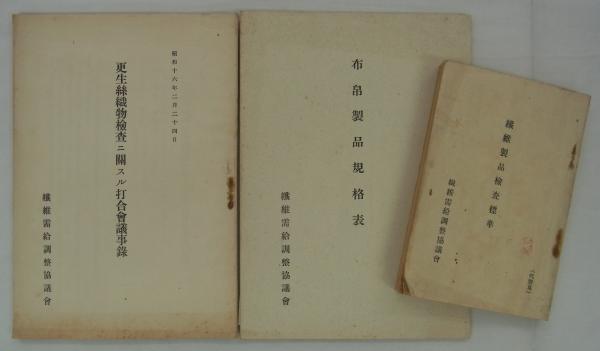 昭和十六年二月二十四日
更生絲織物檢査ニ關スル打合會議事錄
纖維需給調整協議會
布帛製品規格表
纖維需給調整協議會
纖維製品檢査標準
纖維需給調整協議會